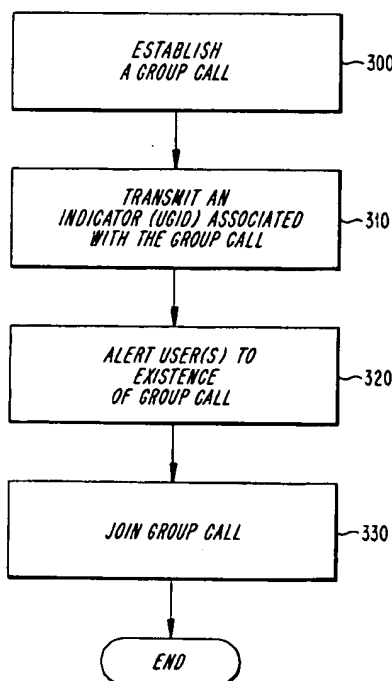 ESTABLISH
A GROUP CALL
300
TRANSMIT AN
INDICATOR (UGID) ASSOCIATED
WITH THE GROUP CALL
310
ALERT USER(S) TO
EXISTENCE
OF GROUP CALL
320
JOIN GROUP CALL
330
END